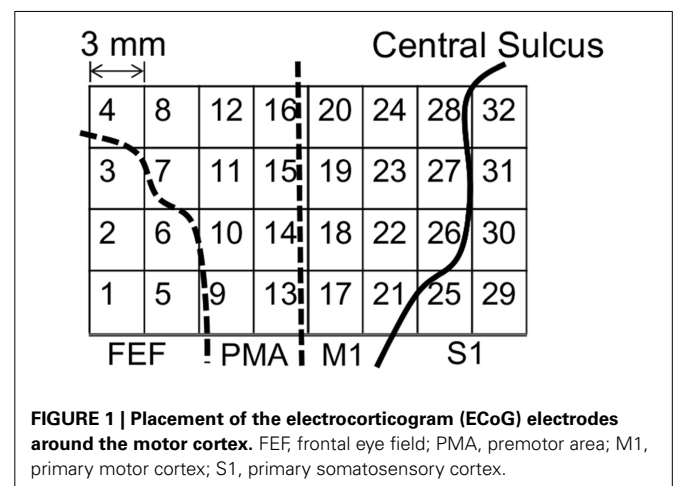 3 mm
Central Sulcus
4 8 12 16 20 24 28 32
3 7 11 15 19 23 27 31
2 6 10 14 18 22 26 30
1 5 9 13 17 21 25 29
FEF PMA M1 S1
FIGURE 1 | Placement of the electrocorticogram (ECoG) electrodes
around the motor cortex. FEF, frontal eye field; PMA, premotor area; M1,
primary motor cortex; S1, primary somatosensory cortex.